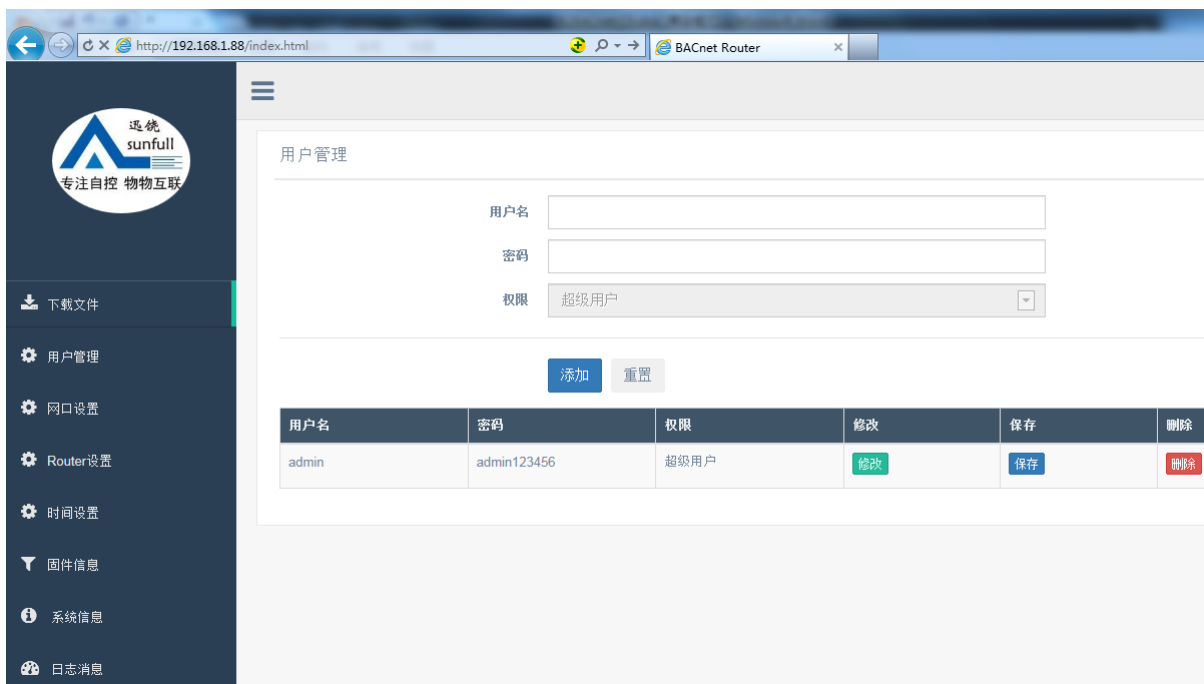 http://192.168.1.88/index.html
BACnet Router
迅饶
sunfull
专注自控 物物互联
下载文件
用户管理
网口设置
Router设置
时间设置
固件信息
系统信息
日志消息
用户管理
用户名
密码
权限 超级用户
添加 重置
用户名 密码 权限 修改 保存 删除
admin admin123456 超级用户 修改 保存 删除